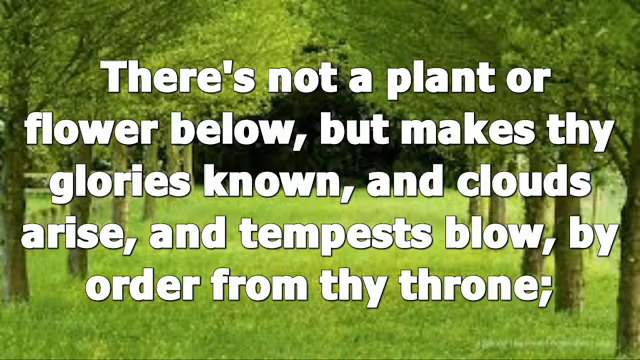 There's not a plant or
flower below, but makes thy
glories known, and clouds
arise, and tempests blow, by
order from thy throne;